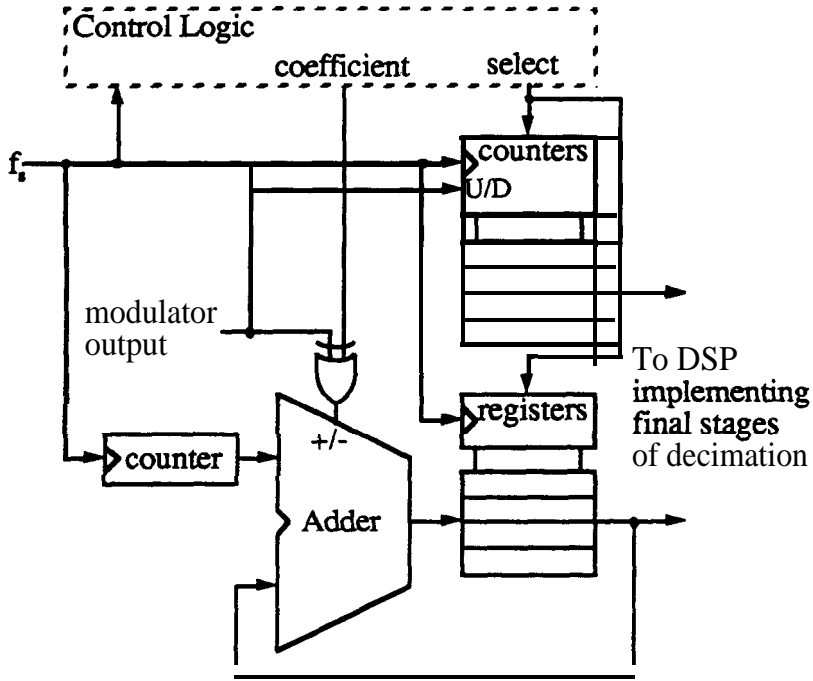 Control Logic
coefficient
select
fs
counters
U/D
modulator
output
To DSP
implementing
final stages
of decimation
registers
+/-
counter
Adder